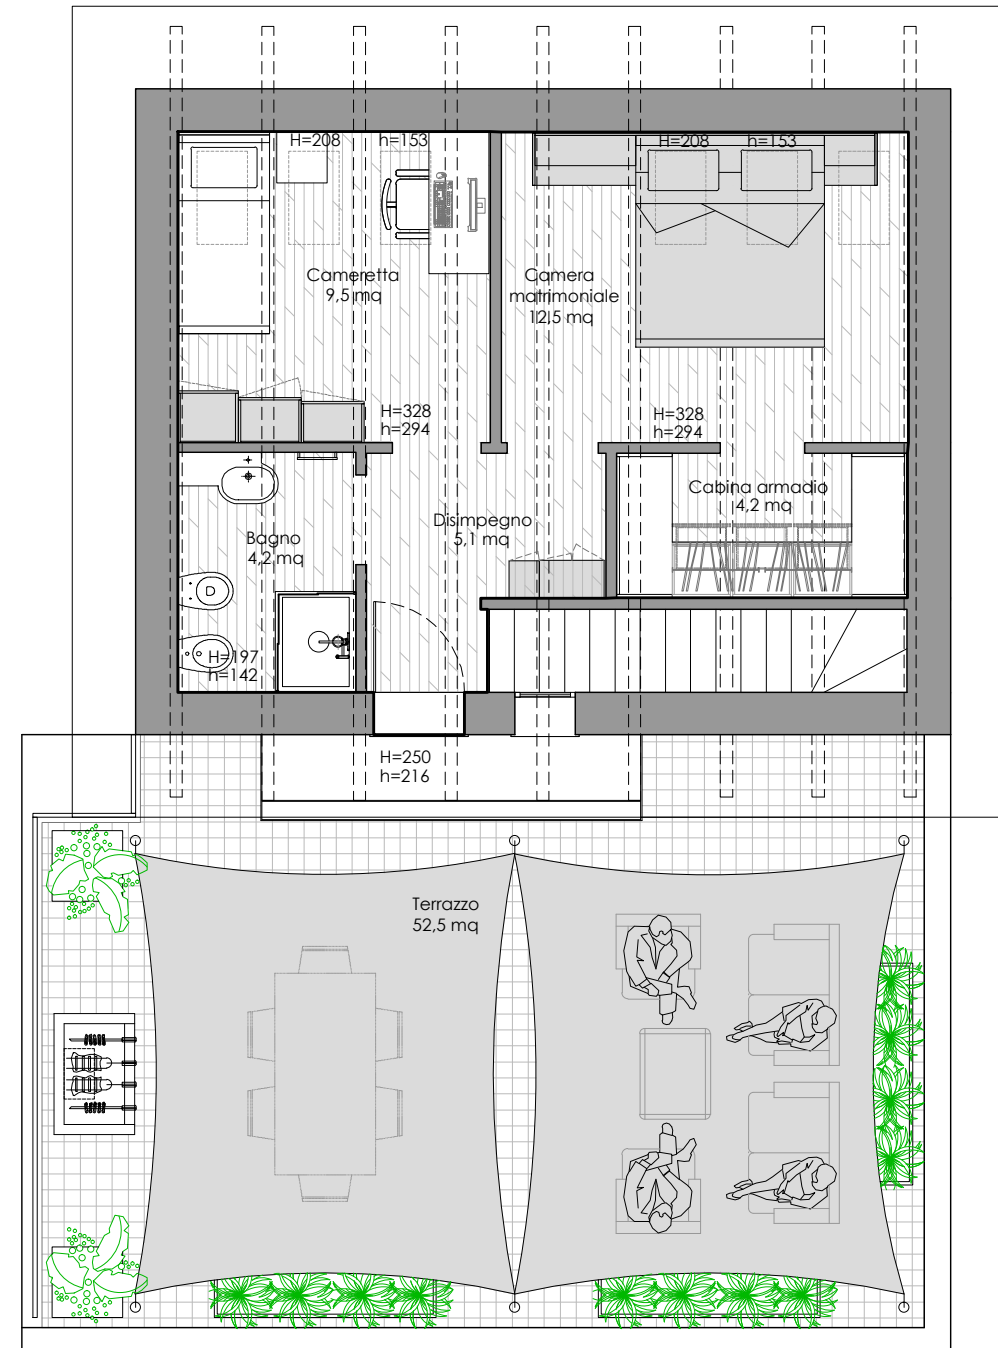 H=208
h=153
H=208
h=153
Cameretta
9,5 mq
Camera
matrimoniale
12,5 mq
H=328
h=294
H=328
h=294
Cabina armadio
4,2 mq
Disimpegno
5,1 mq
Bagno
4,2 mq
H=197
h=142
H=250
h=216
Terrazzo
52,5 mq